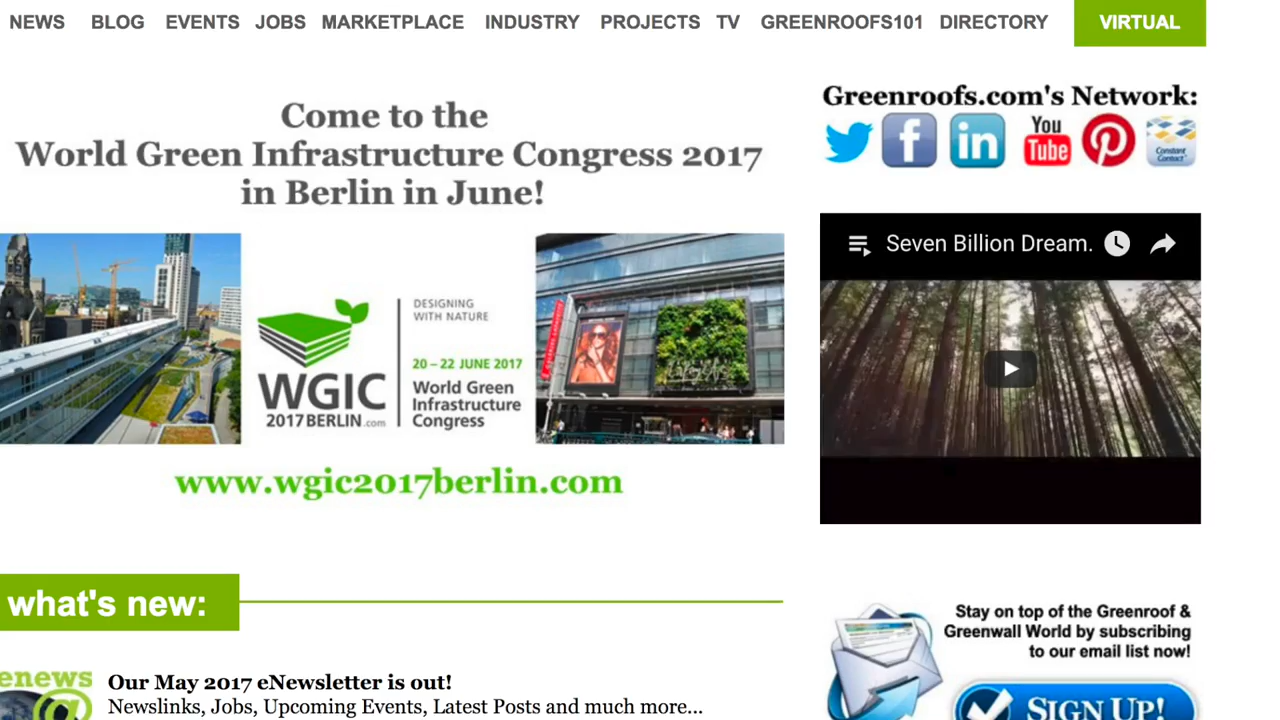 NEWS BLOG EVENTS JOBS MARKETPLACE INDUSTRY PROJECTS TV GREENROOFS101 DIRECTORY VIRTUAL
Come to the
World Green Infrastructure Congress 2017
in Berlin in June!
DESIGNING
WITH NATURE
20 – 22 JUNE 2017
WGIC
2017BERLIN.com
World Green
Infrastructure
Congress
www.wgic2017berlin.com
Greenroofs.com's Network:
You
Tube
Constant
Contact
Seven Billion Dream.
what's new:
enews
Our May 2017 eNewsletter is out!
Newslinks, Jobs, Upcoming Events, Latest Posts and much more...
Stay on top of the Greenroof &
Greenwall World by subscribing
to our email list now!
SIGN UP!